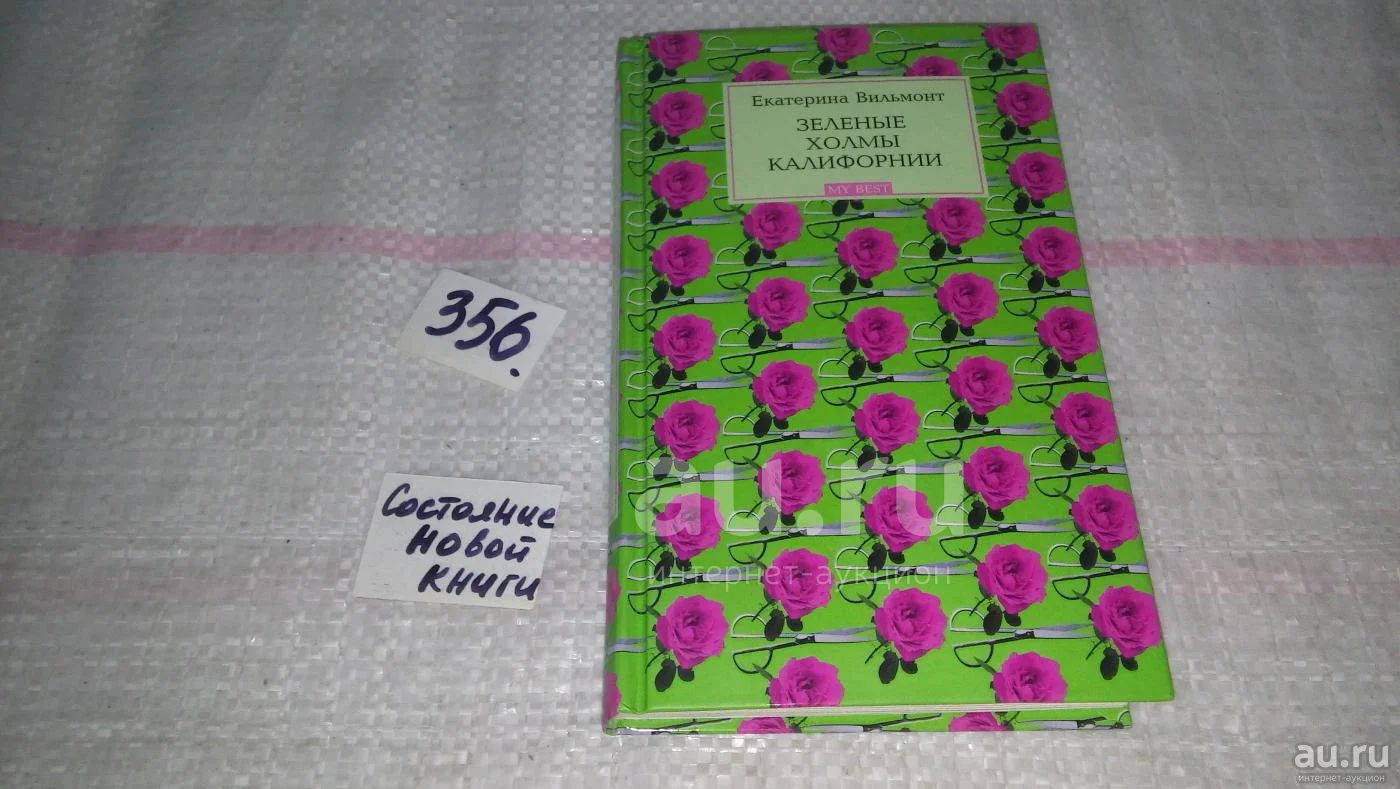 Екатерина Вильмонт
ЗЕЛЕНЫЕ
ХОЛМЫ
КАЛИФОРНИИ
MY BEST
356.
Состояние
новой
книги
au.ru
интернет-аукцион
au.ru
интернет-аукцион